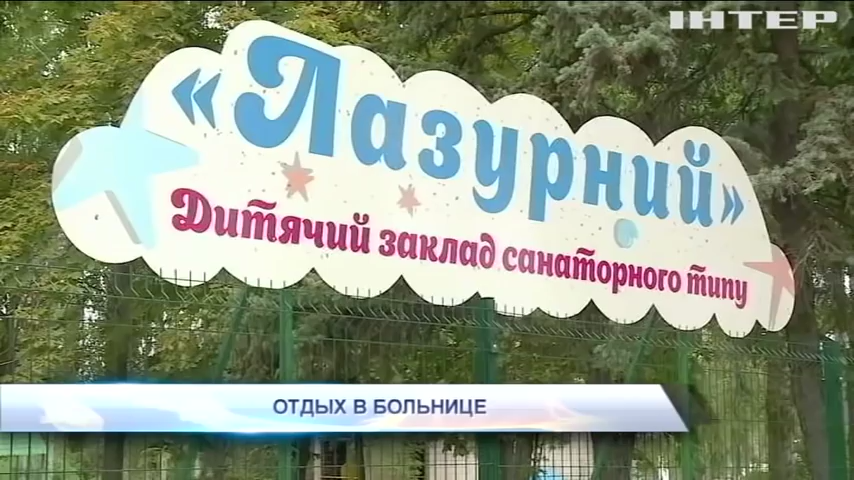 ІНТЕР
«Лазурний»
Дитячий заклад санаторного типу
ОТДЫХ В БОЛЬНИЦЕ